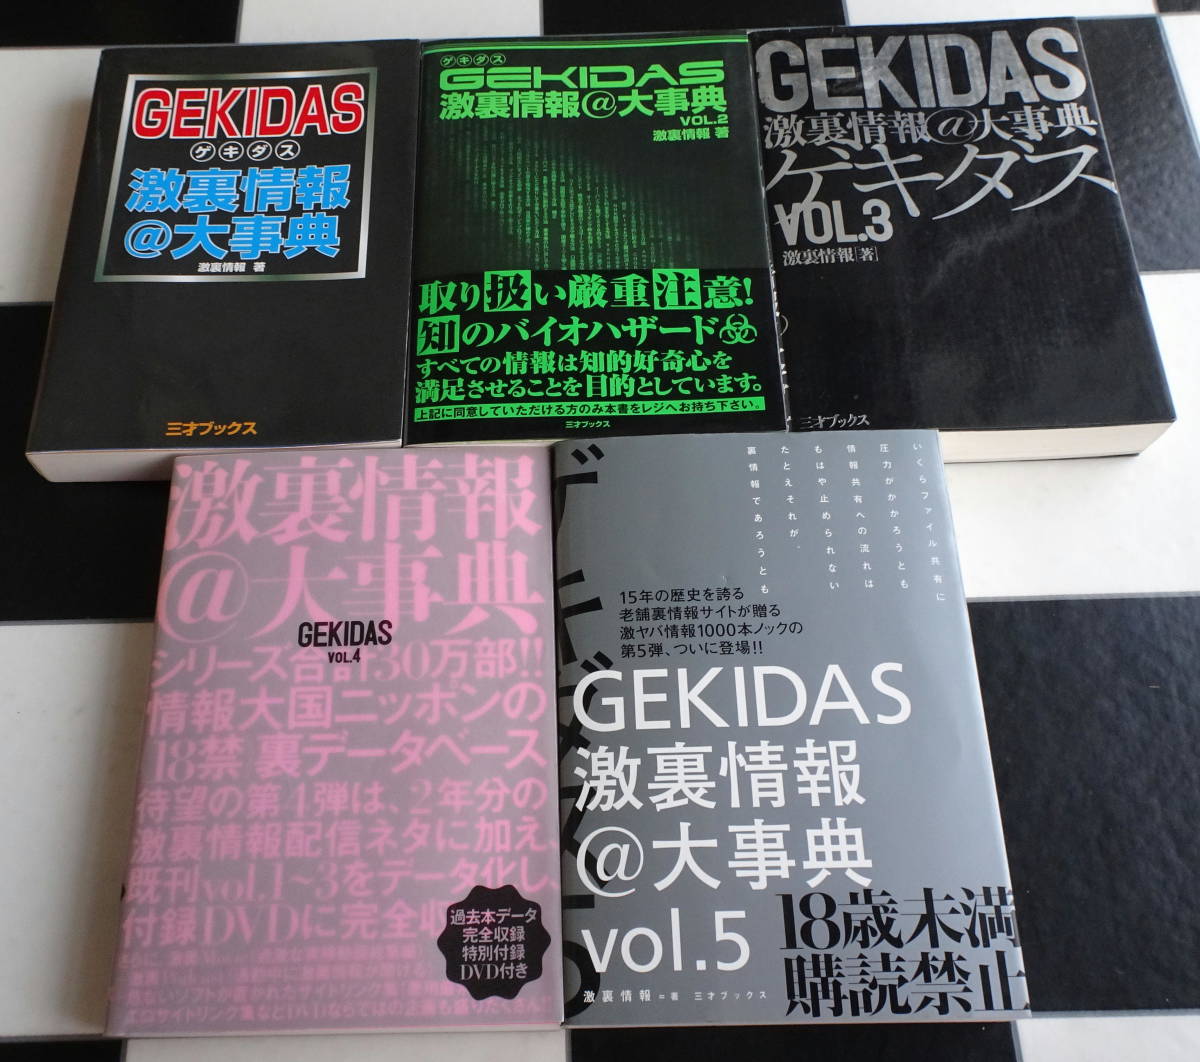 GEKIDAS
ゲキダス
激裏情報
@大事典
激裏情報 著
三才ブックス
ゲキダス
GEKIDAS
激裏情報@大事典
VOL.2
激裏情報 著
取り扱い厳重注意!
知のバイオハザード
すべての情報は知的好奇心を
満足させることを目的としています。
上記に同意していただける方のみ本書をレジへお持ち下さい。
三才ブックス
GEKIDAS
激裏情報@大事典
ゲキダス
VOL.3
激裏情報[著]
三才ブックス
激裏情報
@大事典
GEKIDAS
VOL.4
シリーズ合計30万部!!
情報大国ニッポンの
18禁 裏データベース
待望の第4弾は、2年分の
激裏情報配信ネタに加え、
既刊vol.1~3をデータ化し、
付録DVDに完全収
過去本データ
完全収録
特別付録
DVD付き
いくらファイル共有に
圧力がかかろうとも
情報共有への流れは
もはや止められない
たとえそれが、
裏情報であろうとも
15年の歴史を誇る
老舗裏情報サイトが贈る
激ヤバ情報1000本ノックの
第5弾、ついに登場!!
GEKIDAS
激裏情報
@大事典
vol.5
18歳未満
購読禁止
激裏情報=著 三才ブックス